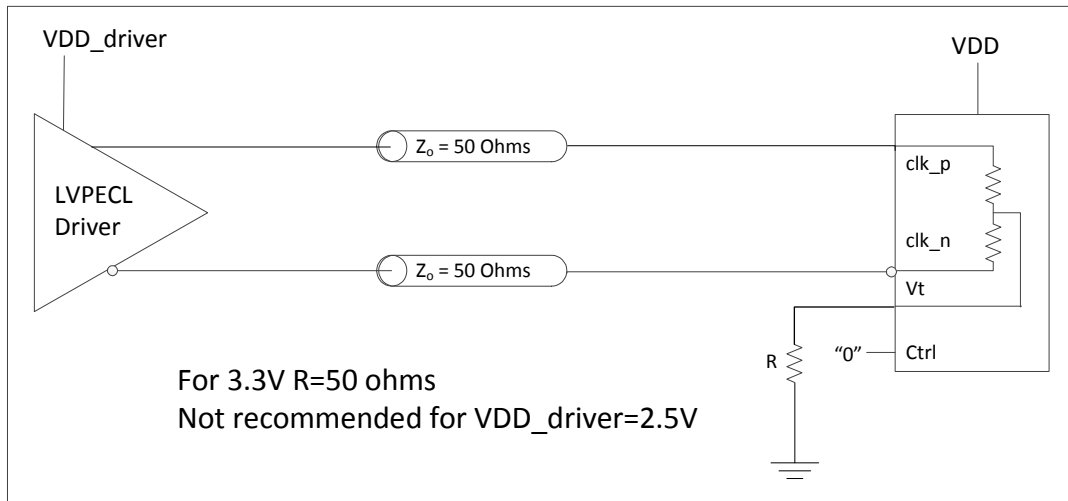 VDD_driver
VDD
LVPECL
Driver
Zo = 50 Ohms
Zo = 50 Ohms
clk_p
clk_n
Vt
R
“0”
Ctrl
For 3.3V R=50 ohms
Not recommended for VDD_driver=2.5V